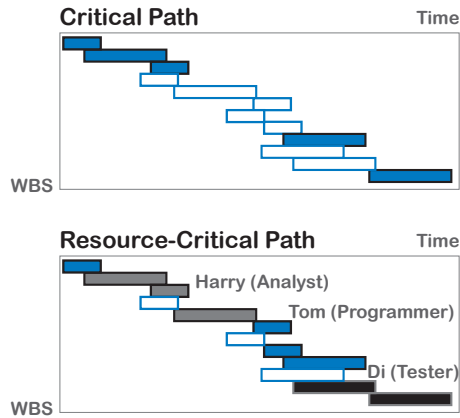 Critical Path
Time
WBS
Resource-Critical Path
Time
Harry (Analyst)
Tom (Programmer)
Di (Tester)
WBS